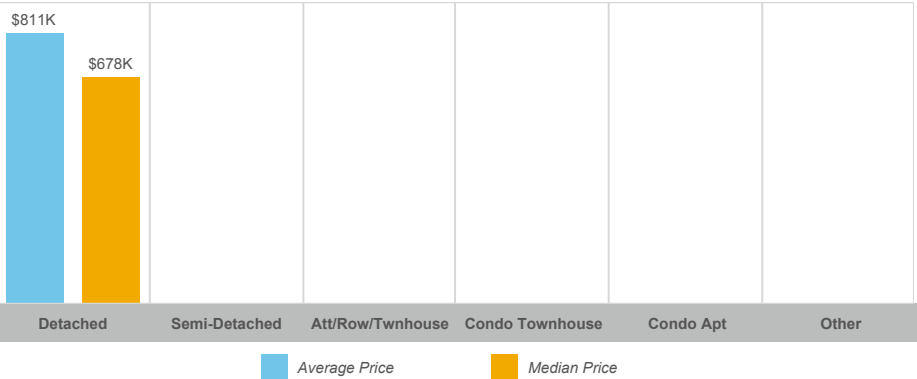 $811K
$678K
Detached Semi-Detached Att/Row/Twnhouse Condo Townhouse Condo Apt Other
Average Price Median Price